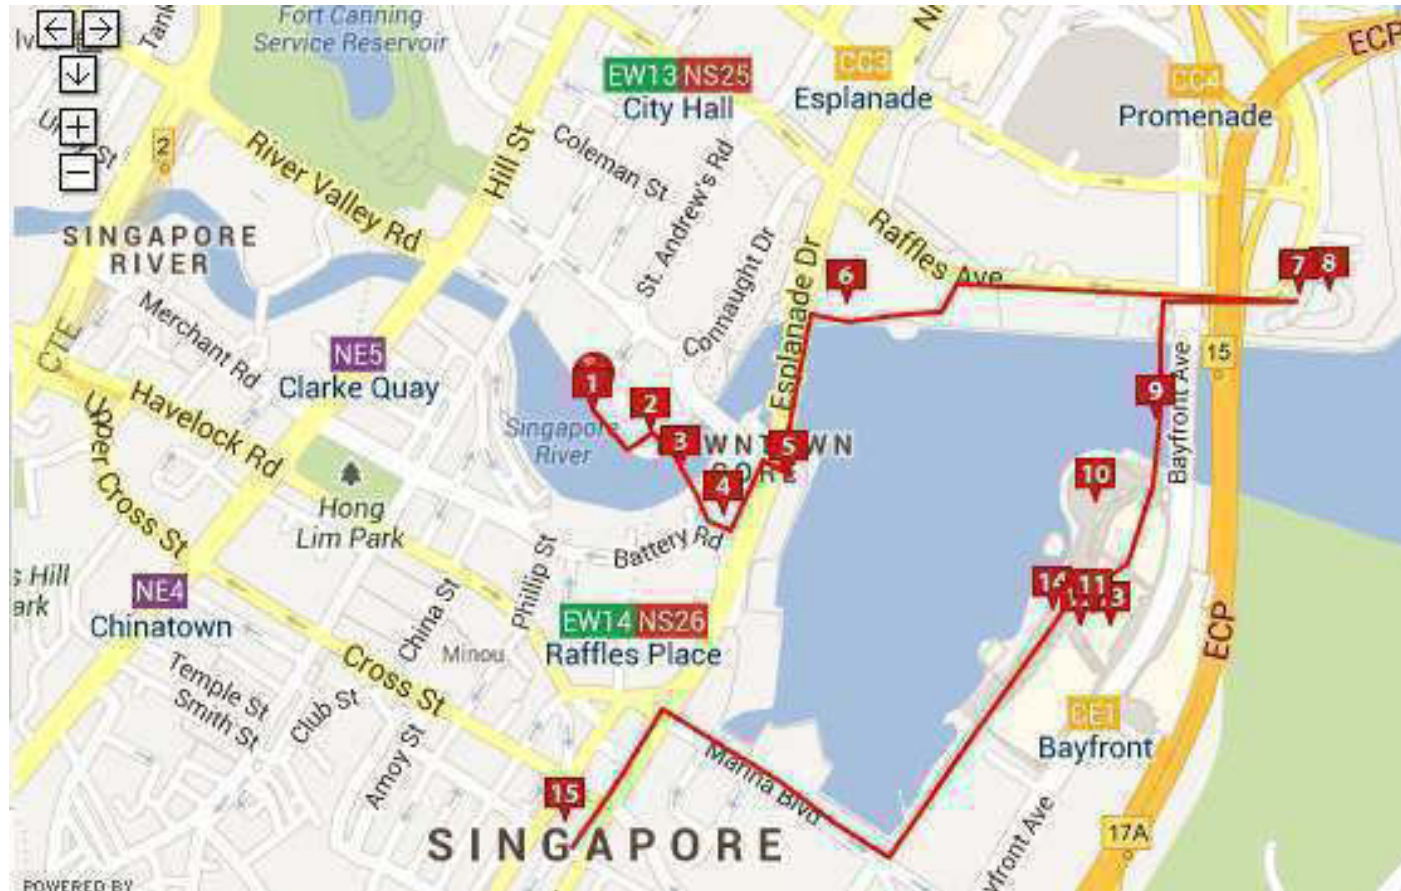 Fort Canning
Service Reservoir
EW13 NS25
City Hall
CC3
Esplanade
CC4
Promenade
ECP
2
Hill St
Coleman St
St. Andrew's Rd
Connaught Dr
Esplanade Dr
Raffles Ave
River Valley Rd
SINGAPORE
RIVER
Merchant Rd
CTE
NE5
Clarke Quay
Havelock Rd
Upper Cross St
Singapore
River
1
2
3
4
5
6
7
8
9
10
11
15
Bayfront Ave
15
Hong
Lim Park
Battery Rd
Phillip St
China St
Minou
NE4
Chinatown
EW14 NS26
Raffles Place
Temple St
Smith St
Club St
Amoy St
Cross St
Marina Blvd
CE1
Bayfront
ECP
17A
SINGAPORE
POWERED BY